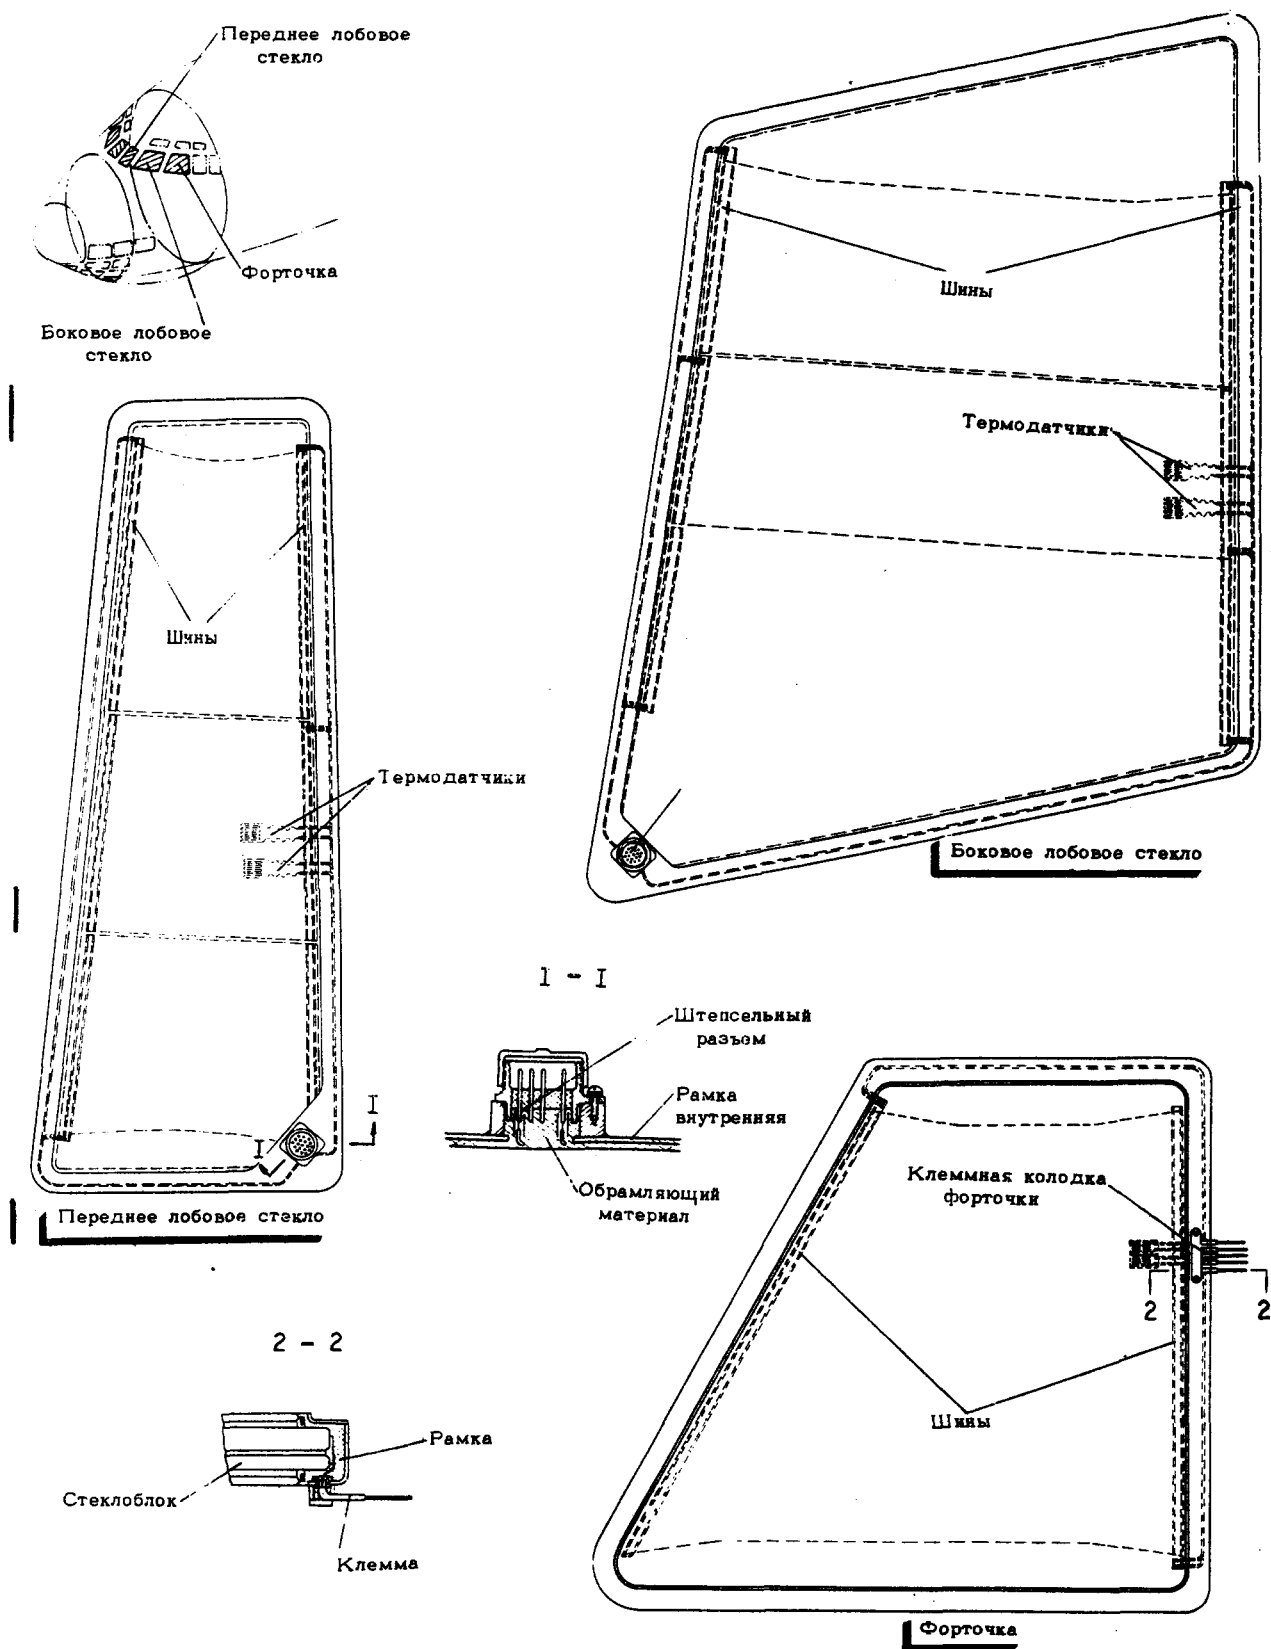 Переднее лобовое
стекло
Форточка
Боковое лобовое
стекло
Шины
Термодатчики
Боковое лобовое стекло
Шины
Термодатчики
I
I
Переднее лобовое стекло
1 - I
Штепсельный
разъем
Рамка
внутренняя
Обрамляющий
материал
Клеммная колодка
форточки
2
2
Шины
Форточка
2 - 2
Рамка
Стеклоблок
Клемма